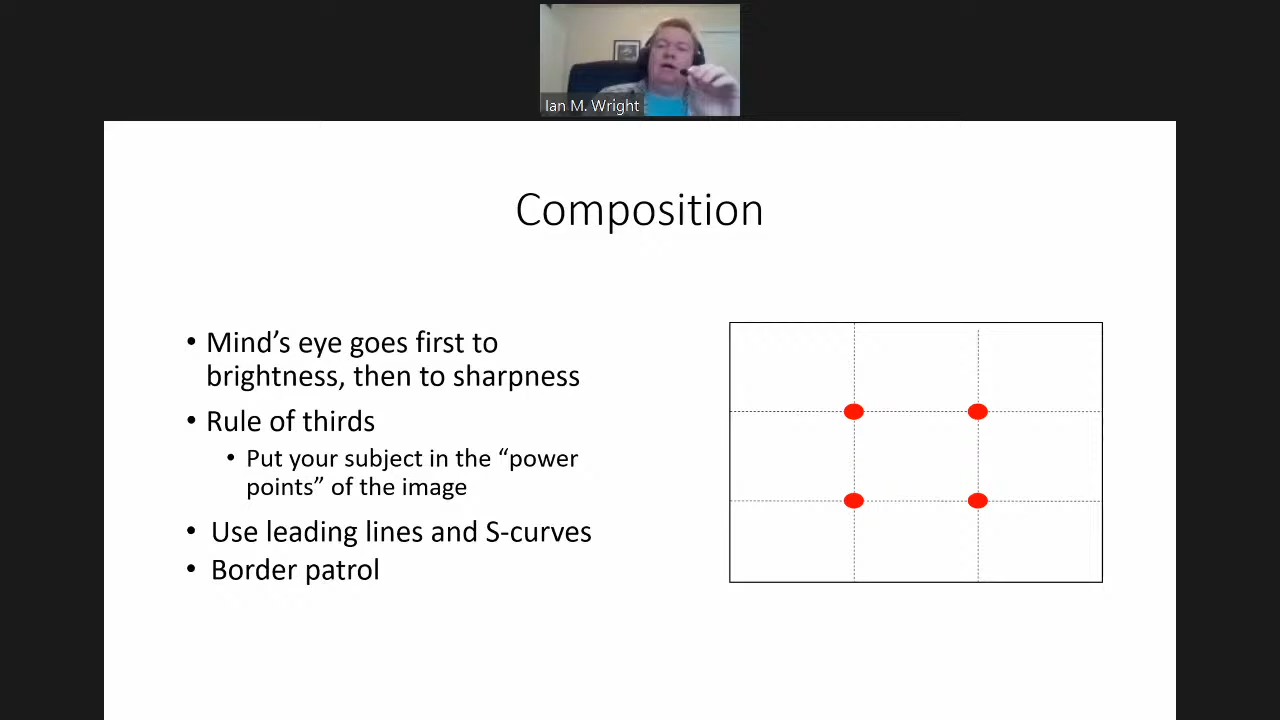 Ian M. Wright
Composition
• Mind’s eye goes first to
brightness, then to sharpness
• Rule of thirds
• Put your subject in the “power
points” of the image
• Use leading lines and S-curves
• Border patrol